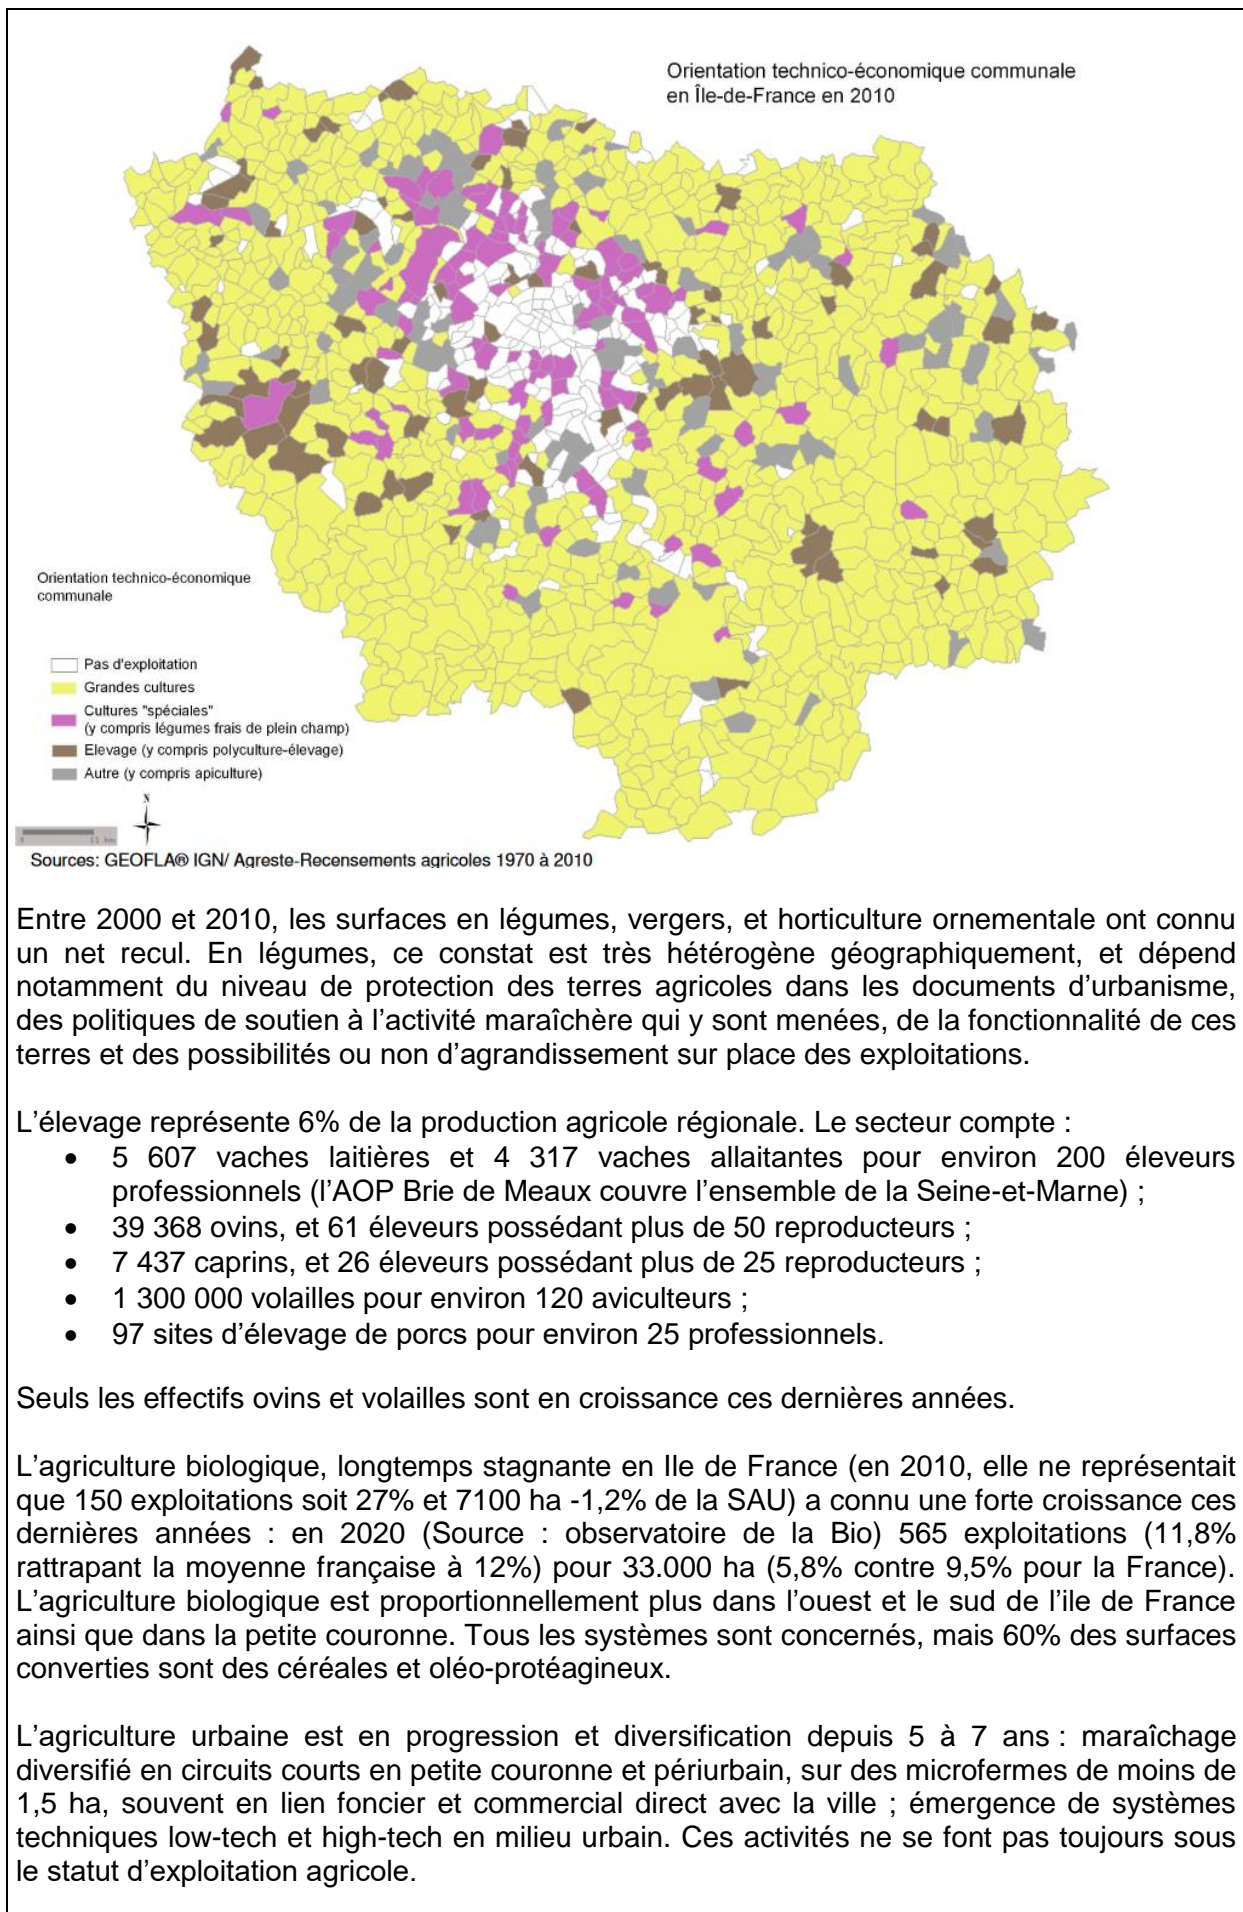 Orientation technico-économique communale
en Île-de-France en 2010
Orientation technico-économique
communale
Pas d'exploitation
Grandes cultures
Cultures "spéciales"
(y compris légumes frais de plein champ)
Elevage (y compris polyculture-élevage)
Autre (y compris apiculture)
N
Sources: GEOFLA® IGN/ Agreste-Recensements agricoles 1970 à 2010
Entre 2000 et 2010, les surfaces en légumes, vergers, et horticulture ornementale ont connu
un net recul. En légumes, ce constat est très hétérogène géographiquement, et dépend
notamment du niveau de protection des terres agricoles dans les documents d’urbanisme,
des politiques de soutien à l’activité maraîchère qui y sont menées, de la fonctionnalité de ces
terres et des possibilités ou non d’agrandissement sur place des exploitations.
L’élevage représente 6% de la production agricole régionale. Le secteur compte :
• 5 607 vaches laitières et 4 317 vaches allaitantes pour environ 200 éleveurs
professionnels (l’AOP Brie de Meaux couvre l’ensemble de la Seine-et-Marne) ;
• 39 368 ovins, et 61 éleveurs possédant plus de 50 reproducteurs ;
• 7 437 caprins, et 26 éleveurs possédant plus de 25 reproducteurs ;
• 1 300 000 volailles pour environ 120 aviculteurs ;
• 97 sites d’élevage de porcs pour environ 25 professionnels.
Seuls les effectifs ovins et volailles sont en croissance ces dernières années.
L’agriculture biologique, longtemps stagnante en Ile de France (en 2010, elle ne représentait
que 150 exploitations soit 27% et 7100 ha -1,2% de la SAU) a connu une forte croissance ces
dernières années : en 2020 (Source : observatoire de la Bio) 565 exploitations (11,8%
rattrapant la moyenne française à 12%) pour 33.000 ha (5,8% contre 9,5% pour la France).
L’agriculture biologique est proportionnellement plus dans l’ouest et le sud de l’ile de France
ainsi que dans la petite couronne. Tous les systèmes sont concernés, mais 60% des surfaces
converties sont des céréales et oléo-protéagineux.
L’agriculture urbaine est en progression et diversification depuis 5 à 7 ans : maraîchage
diversifié en circuits courts en petite couronne et périurbain, sur des microfermes de moins de
1,5 ha, souvent en lien foncier et commercial direct avec la ville ; émergence de systèmes
techniques low-tech et high-tech en milieu urbain. Ces activités ne se font pas toujours sous
le statut d’exploitation agricole.